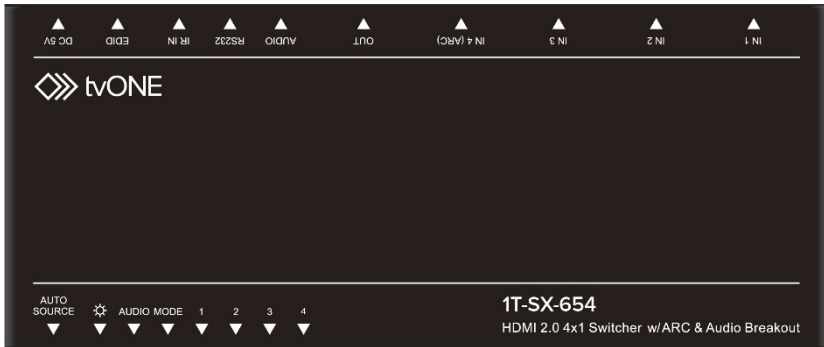 DC 5V EDID IR IN RS232 AUDIO OUT IN 4 (ARC) IN 3 IN 2 IN 1
tvONE
AUTO
SOURCE AUDIO MODE 1 2 3 4
1T-SX-654
HDMI 2.0 4x1 Switcher w/ARC & Audio Breakout